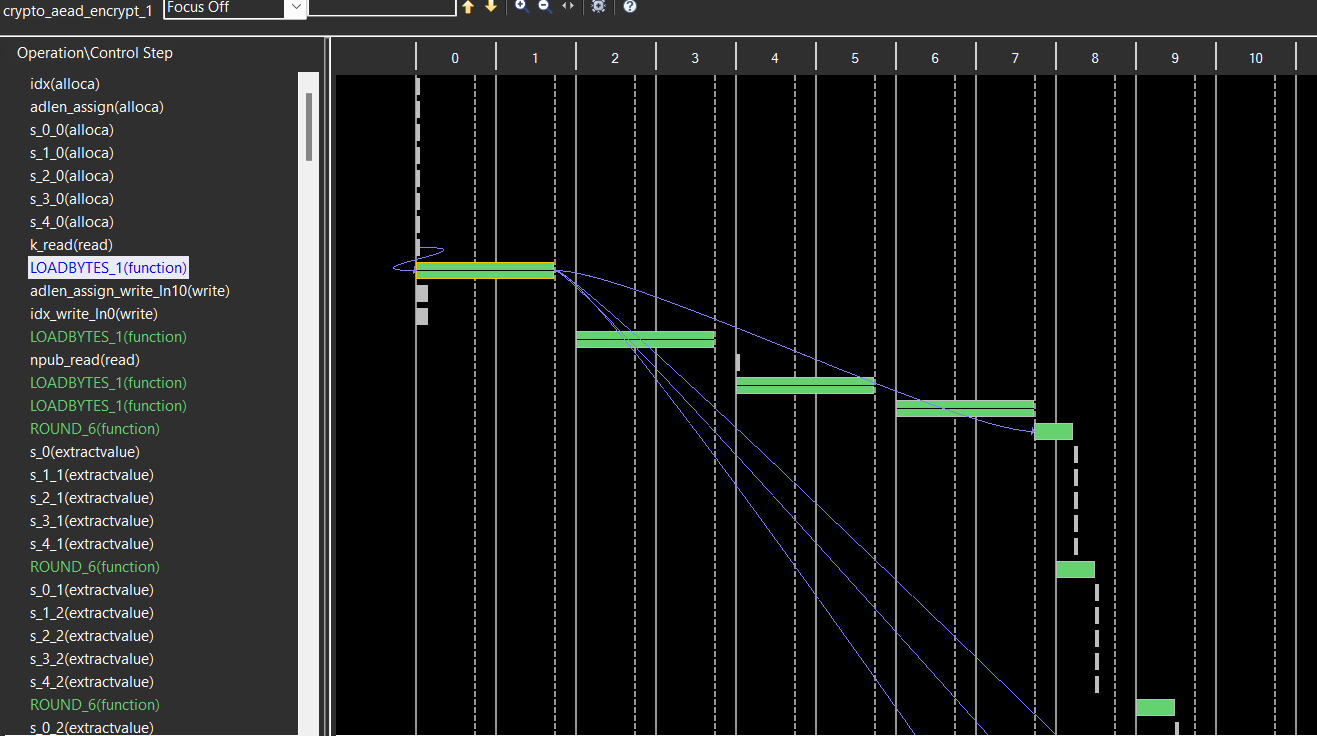 crypto_aead_encrypt_1 Focus Off
Operation\Control Step 0 1 2 3 4 5 6 7 8 9 10
idx(alloca)
adlen_assign(alloca)
s_0_0(alloca)
s_1_0(alloca)
s_2_0(alloca)
s_3_0(alloca)
s_4_0(alloca)
k_read(read)
LOADBYTES_1(function)
adlen_assign_write_ln10(write)
idx_write_ln0(write)
LOADBYTES_1(function)
npub_read(read)
LOADBYTES_1(function)
LOADBYTES_1(function)
ROUND_6(function)
s_0(extractvalue)
s_1_1(extractvalue)
s_2_1(extractvalue)
s_3_1(extractvalue)
s_4_1(extractvalue)
ROUND_6(function)
s_0_1(extractvalue)
s_1_2(extractvalue)
s_2_2(extractvalue)
s_3_2(extractvalue)
s_4_2(extractvalue)
ROUND_6(function)
s_0_2(extractvalue)